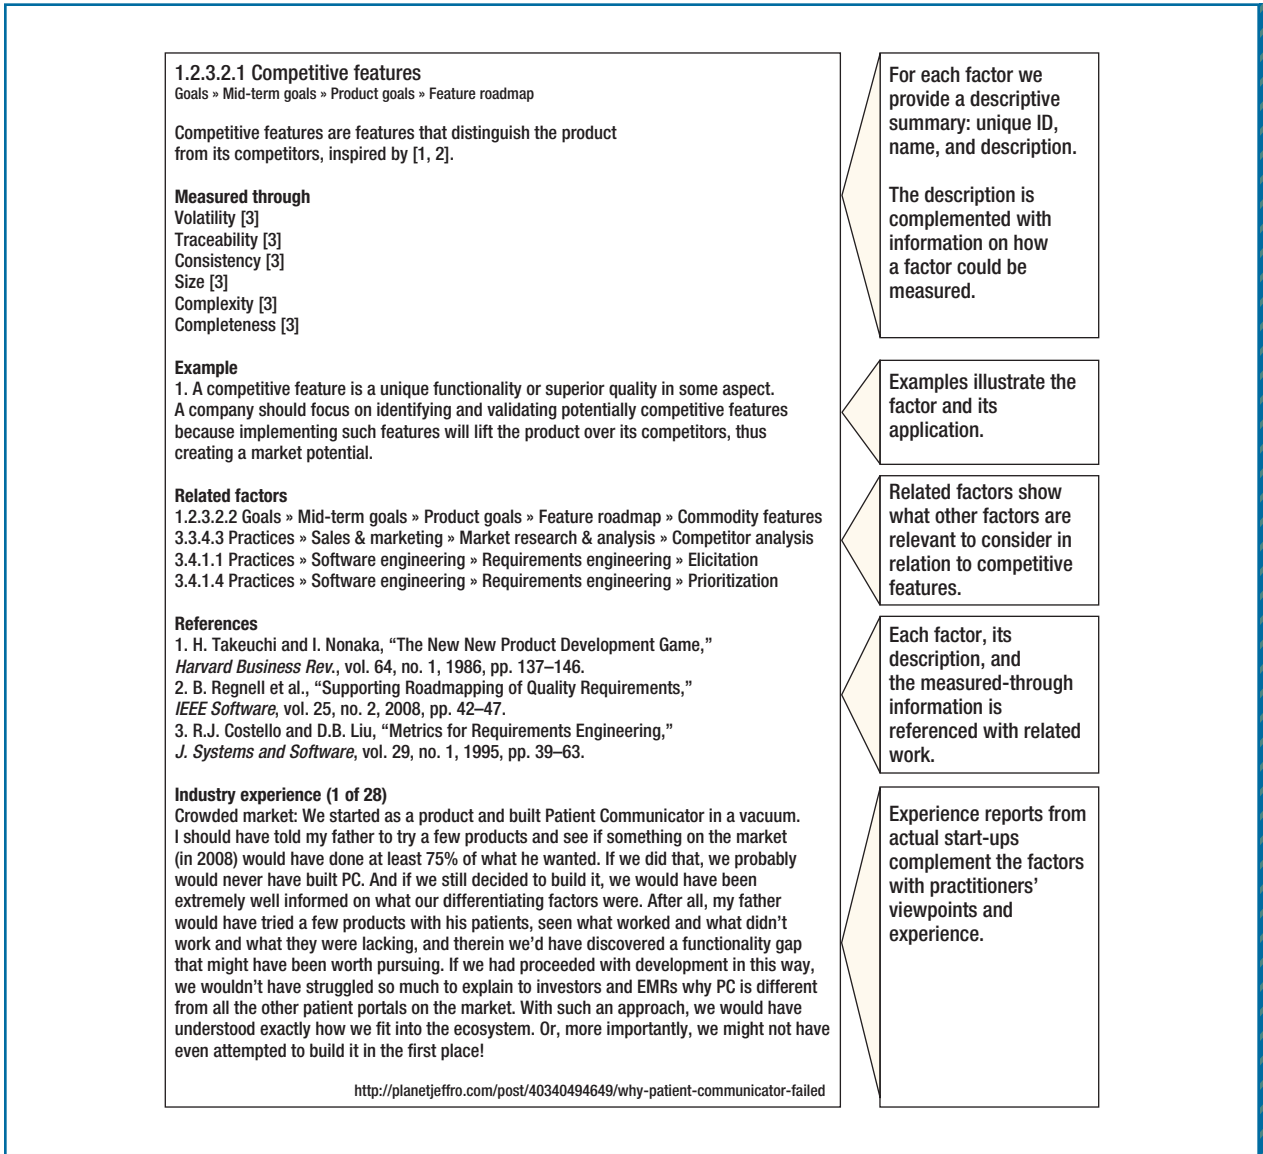 1.2.3.2.1 Competitive features
Goals » Mid-term goals » Product goals » Feature roadmap
Competitive features are features that distinguish the product
from its competitors, inspired by [1, 2].
Measured through
Volatility [3]
Traceability [3]
Consistency [3]
Size [3]
Complexity [3]
Completeness [3]
Example
1. A competitive feature is a unique functionality or superior quality in some aspect.
A company should focus on identifying and validating potentially competitive features
because implementing such features will lift the product over its competitors, thus
creating a market potential.
Related factors
1.2.3.2.2 Goals » Mid-term goals » Product goals » Feature roadmap » Commodity features
3.3.4.3 Practices » Sales & marketing » Market research & analysis » Competitor analysis
3.4.1.1 Practices » Software engineering » Requirements engineering » Elicitation
3.4.1.4 Practices » Software engineering » Requirements engineering » Prioritization
References
1. H. Takeuchi and I. Nonaka, “The New New Product Development Game,”
Harvard Business Rev., vol. 64, no. 1, 1986, pp. 137–146.
2. B. Regnell et al., “Supporting Roadmapping of Quality Requirements,”
IEEE Software, vol. 25, no. 2, 2008, pp. 42–47.
3. R.J. Costello and D.B. Liu, “Metrics for Requirements Engineering,”
J. Systems and Software, vol. 29, no. 1, 1995, pp. 39–63.
Industry experience (1 of 28)
Crowded market: We started as a product and built Patient Communicator in a vacuum.
I should have told my father to try a few products and see if something on the market
(in 2008) would have done at least 75% of what he wanted. If we did that, we probably
would never have built PC. And if we still decided to build it, we would have been
extremely well informed on what our differentiating factors were. After all, my father
would have tried a few products with his patients, seen what worked and what didn’t
work and what they were lacking, and therein we’d have discovered a functionality gap
that might have been worth pursuing. If we had proceeded with development in this way,
we wouldn’t have struggled so much to explain to investors and EMRs why PC is different
from all the other patient portals on the market. With such an approach, we would have
understood exactly how we fit into the ecosystem. Or, more importantly, we might not have
even attempted to build it in the first place!
http://planetjeffro.com/post/40340494649/why-patient-communicator-failed
For each factor we
provide a descriptive
summary: unique ID,
name, and description.
The description is
complemented with
information on how
a factor could be
measured.
Examples illustrate the
factor and its
application.
Related factors show
what other factors are
relevant to consider in
relation to competitive
features.
Each factor, its
description, and
the measured-through
information is
referenced with related
work.
Experience reports from
actual start-ups
complement the factors
with practitioners’
viewpoints and
experience.